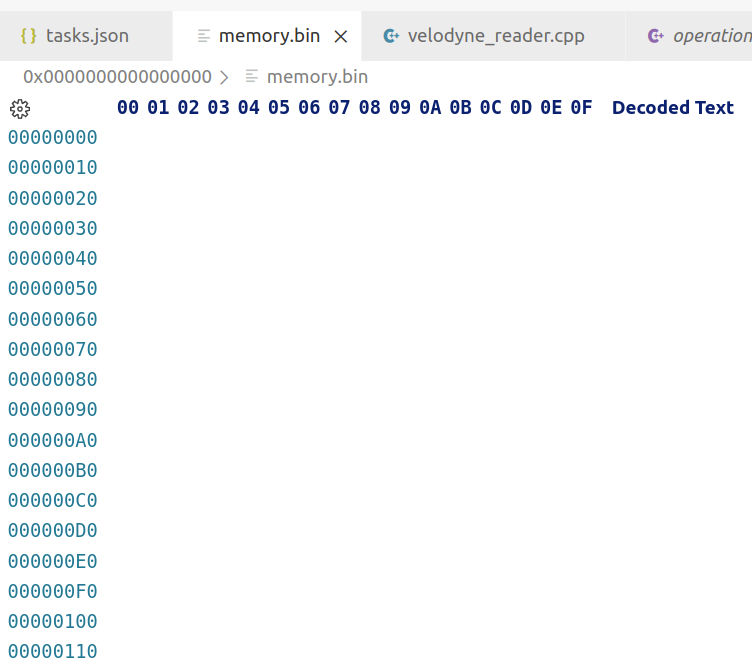 {} tasks.json memory.bin velodyne_reader.cpp operation
0x0000000000000000 > memory.bin
00 01 02 03 04 05 06 07 08 09 0A 0B 0C 0D 0E 0F Decoded Text
00000000
00000010
00000020
00000030
00000040
00000050
00000060
00000070
00000080
00000090
000000A0
000000B0
000000C0
000000D0
000000E0
000000F0
00000100
00000110